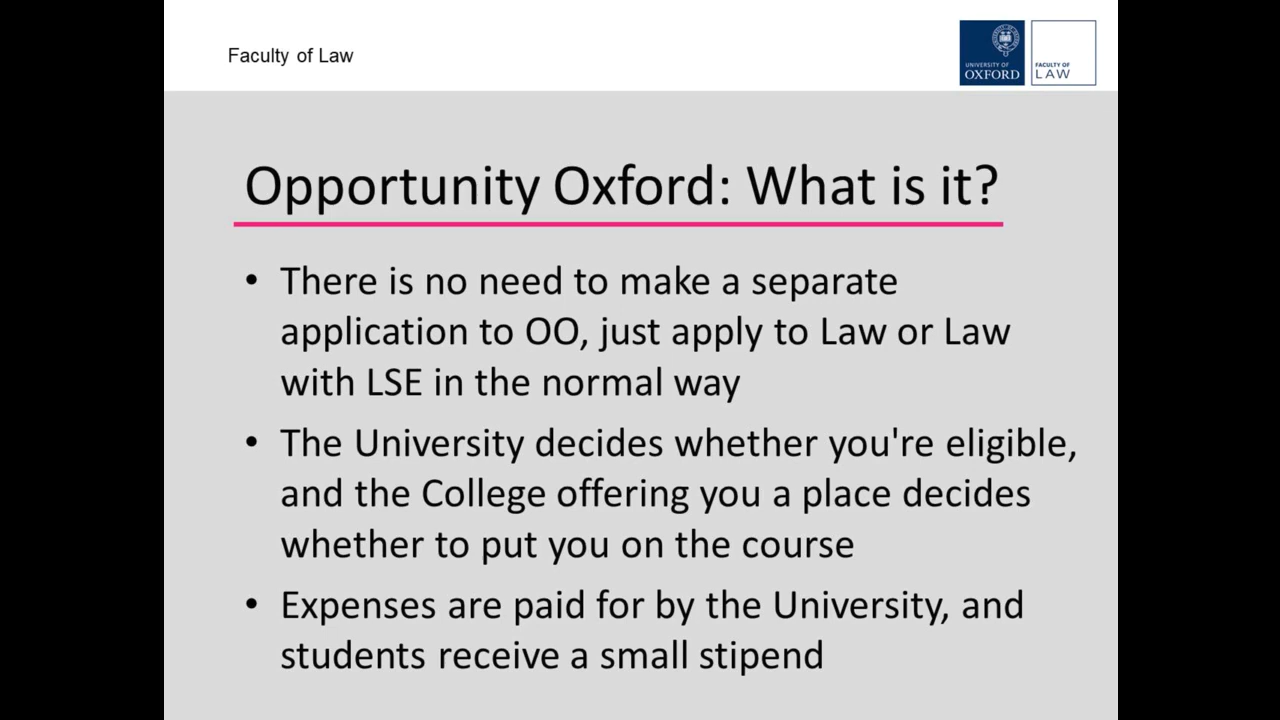 Faculty of Law
UNIVERSITY OF
OXFORD
FACULTY OF
LAW
Opportunity Oxford: What is it?
• There is no need to make a separate
application to OO, just apply to Law or Law
with LSE in the normal way
• The University decides whether you're eligible,
and the College offering you a place decides
whether to put you on the course
• Expenses are paid for by the University, and
students receive a small stipend